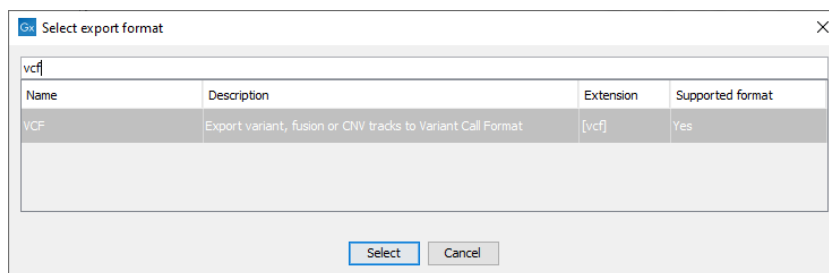 Gx Select export format
vcf
Name Description Extension Supported format
VCF Export variant, fusion or CNV tracks to Variant Call Format [vcf] Yes
Select Cancel